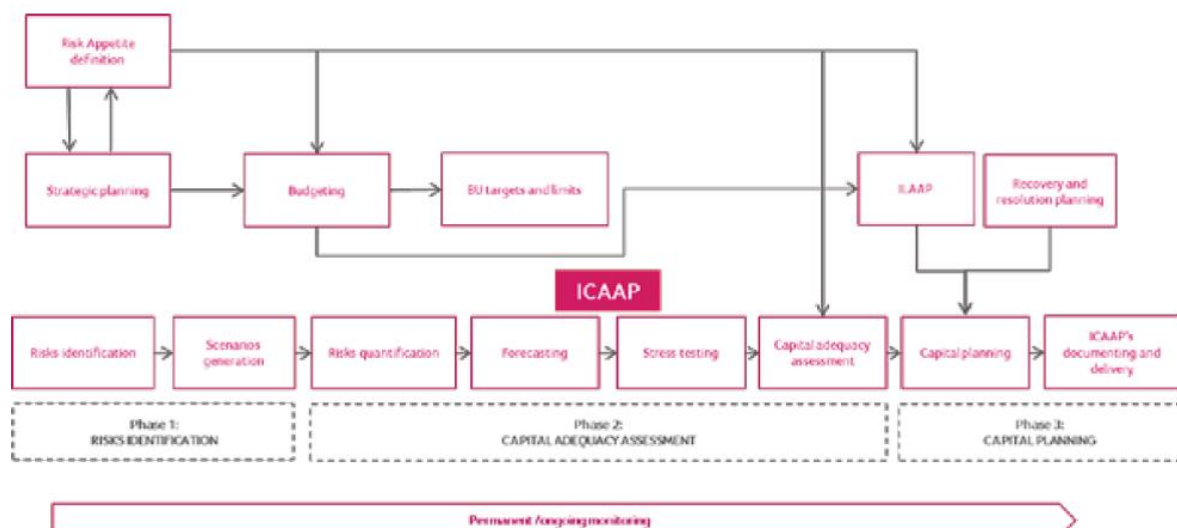 Risk Appetite
definition
Strategic planning
Budgeting
BU targets and limits
ILAAP
Recovery and
resolution planning
ICAAP
Risks identification
Scenarios
generation
Risks quantification
Forecasting
Stress testing
Capital adequacy
assessment
Capital planning
ICAAP's
documenting and
delivery
Phase 1:
RISKS IDENTIFICATION
Phase 2:
CAPITAL ADEQUACY ASSESSMENT
Phase 3:
CAPITAL PLANNING
Permanent /ongoing monitoring